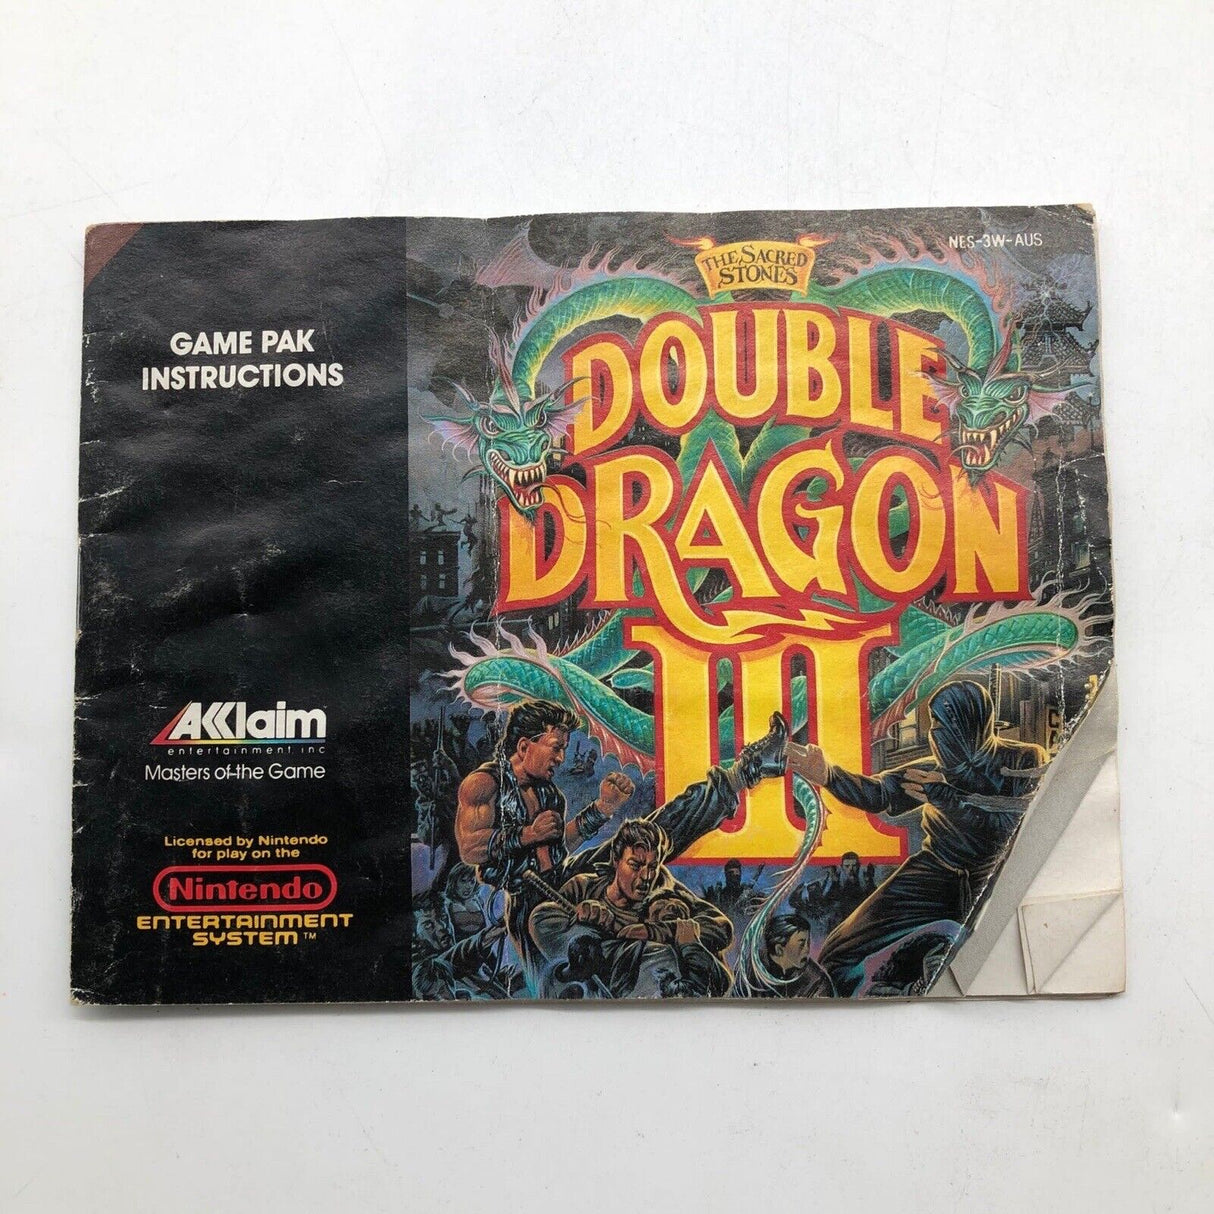 GAME PAK
INSTRUCTIONS
AKKlaim
entertainment inc
Masters of the Game
Licensed by Nintendo
for play on the
Nintendo
ENTERTAINMENT
SYSTEM™
NES-3W-AUS
THE SACRED
STONES
DOUBLE
DRAGON
III